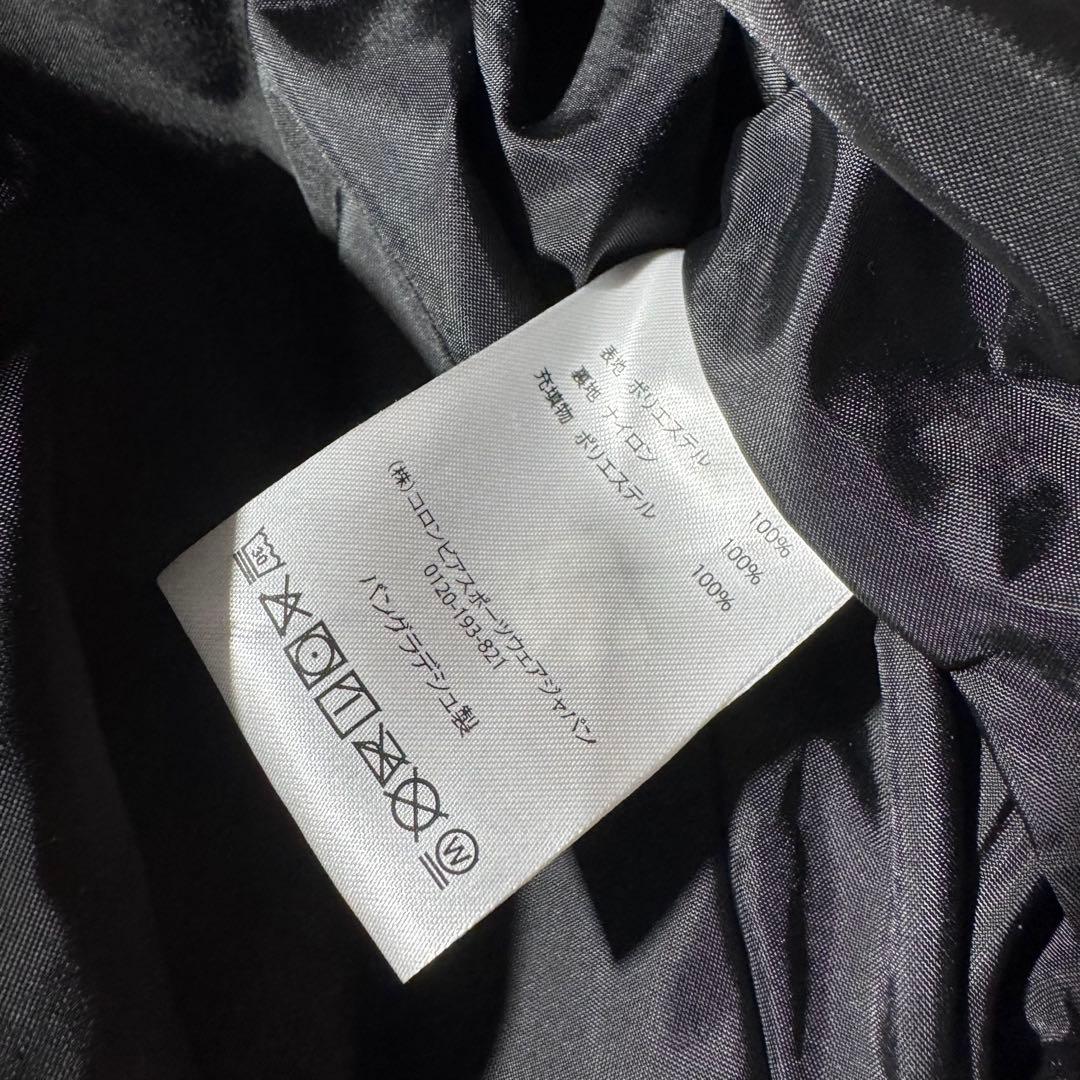 表地 ポリエステル 100%
裏地 ナイロン 100%
充填物 ポリエステル 100%
(株)コロンビアスポーツウェアジャパン
0120-193-821
バングラデシュ製
30
W